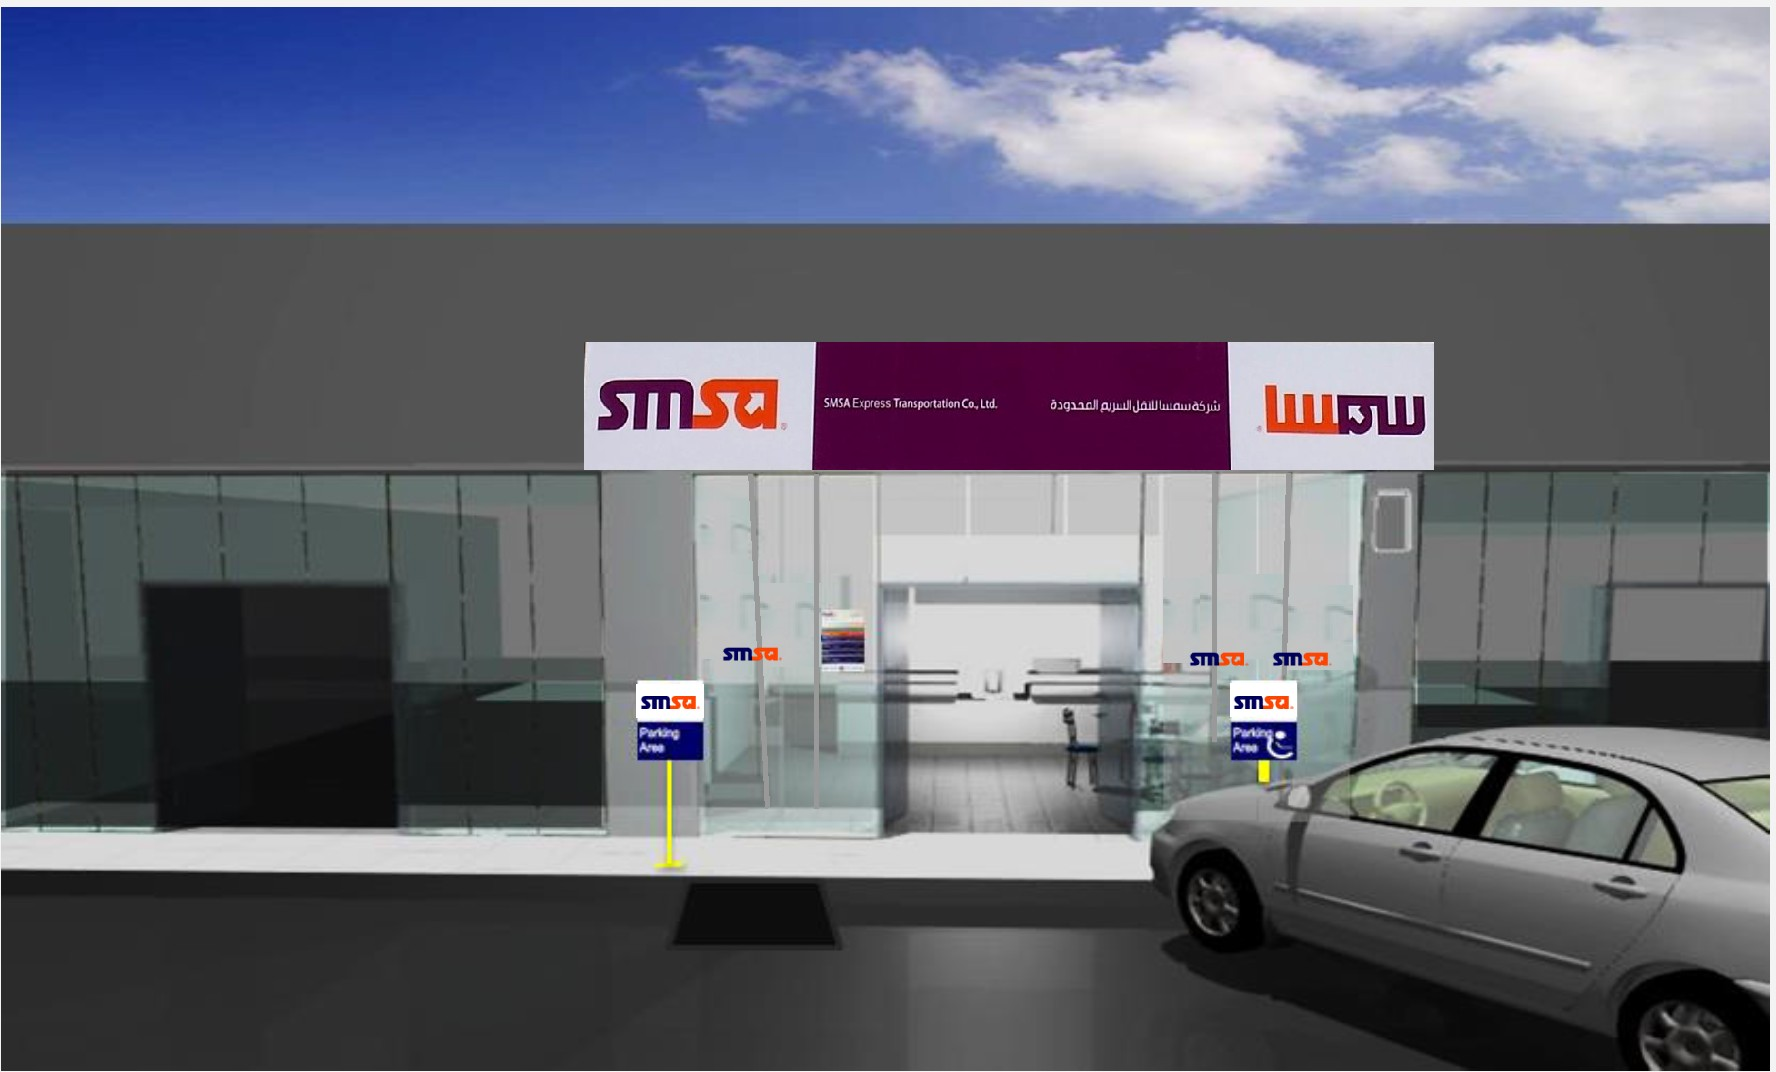 smsa
SMSA Express Transportation Co., Ltd.
شركة سمسا للنقل السريع المحدودة
سمسا
smsa
smsa
smsa
smsa
Parking
Area
smsa
Parking
Area